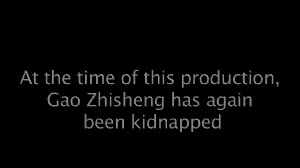 At the time of this production,
Gao Zhisheng has again
been kidnapped